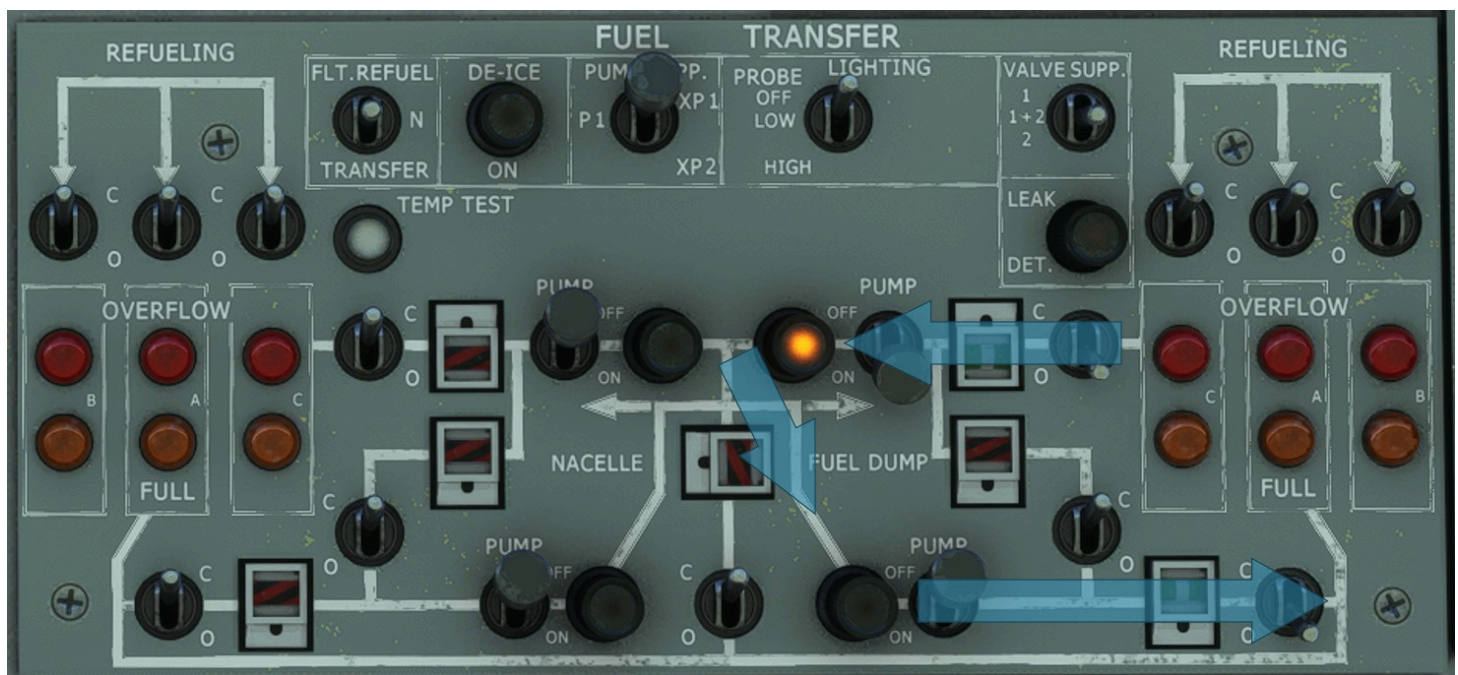 FUEL TRANSFER
REFUELING
REFUELING
FLT.REFUEL
N
TRANSFER
DE-ICE
ON
P1
XP1
XP2
LIGHTING
PROBE
OFF
LOW
HIGH
VALVE SUPP.
1
1+2
2
TEMP TEST
LEAK
DET.
C
C
O
O
C
C
O
O
OVERFLOW
B
A
C
FULL
C
O
PUMP
OFF
ON
PUMP
OFF
ON
C
O
OVERFLOW
C
A
B
FULL
NACELLE
FUEL DUMP
C
O
C
O
C
O
PUMP
OFF
ON
C
O
PUMP
OFF
ON
C
O